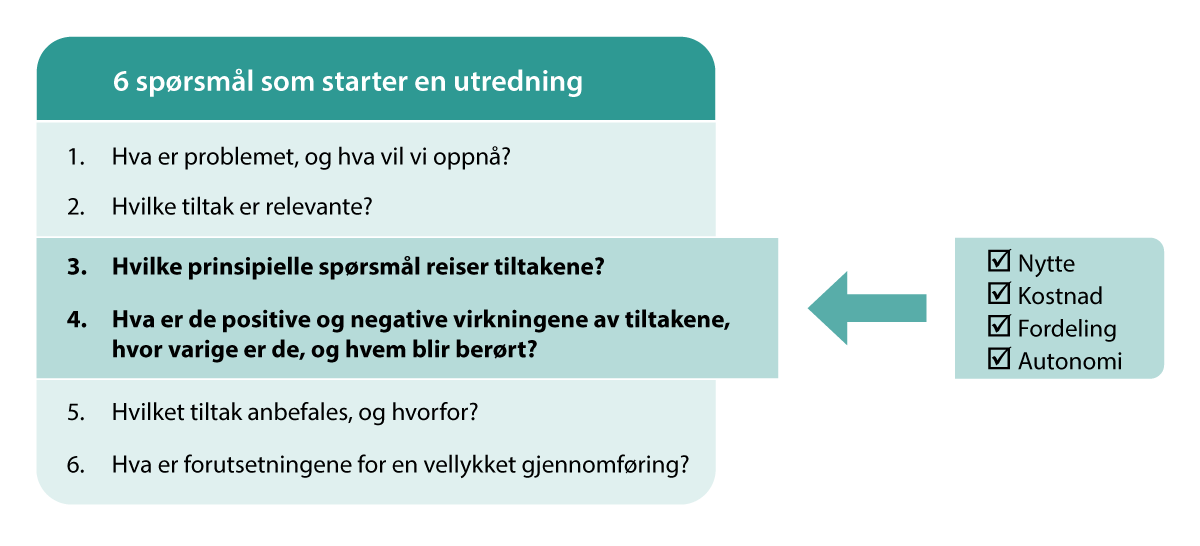 6 spørsmål som starter en utredning
1. Hva er problemet, og hva vil vi oppnå?
2. Hvilke tiltak er relevante?
3. Hvilke prinsipielle spørsmål reiser tiltakene?
4. Hva er de positive og negative virkningene av tiltakene,
hvor varige er de, og hvem blir berørt?
5. Hvilket tiltak anbefales, og hvorfor?
6. Hva er forutsetningene for en vellykket gjennomføring?
Nytte
Kostnad
Fordeling
Autonomi